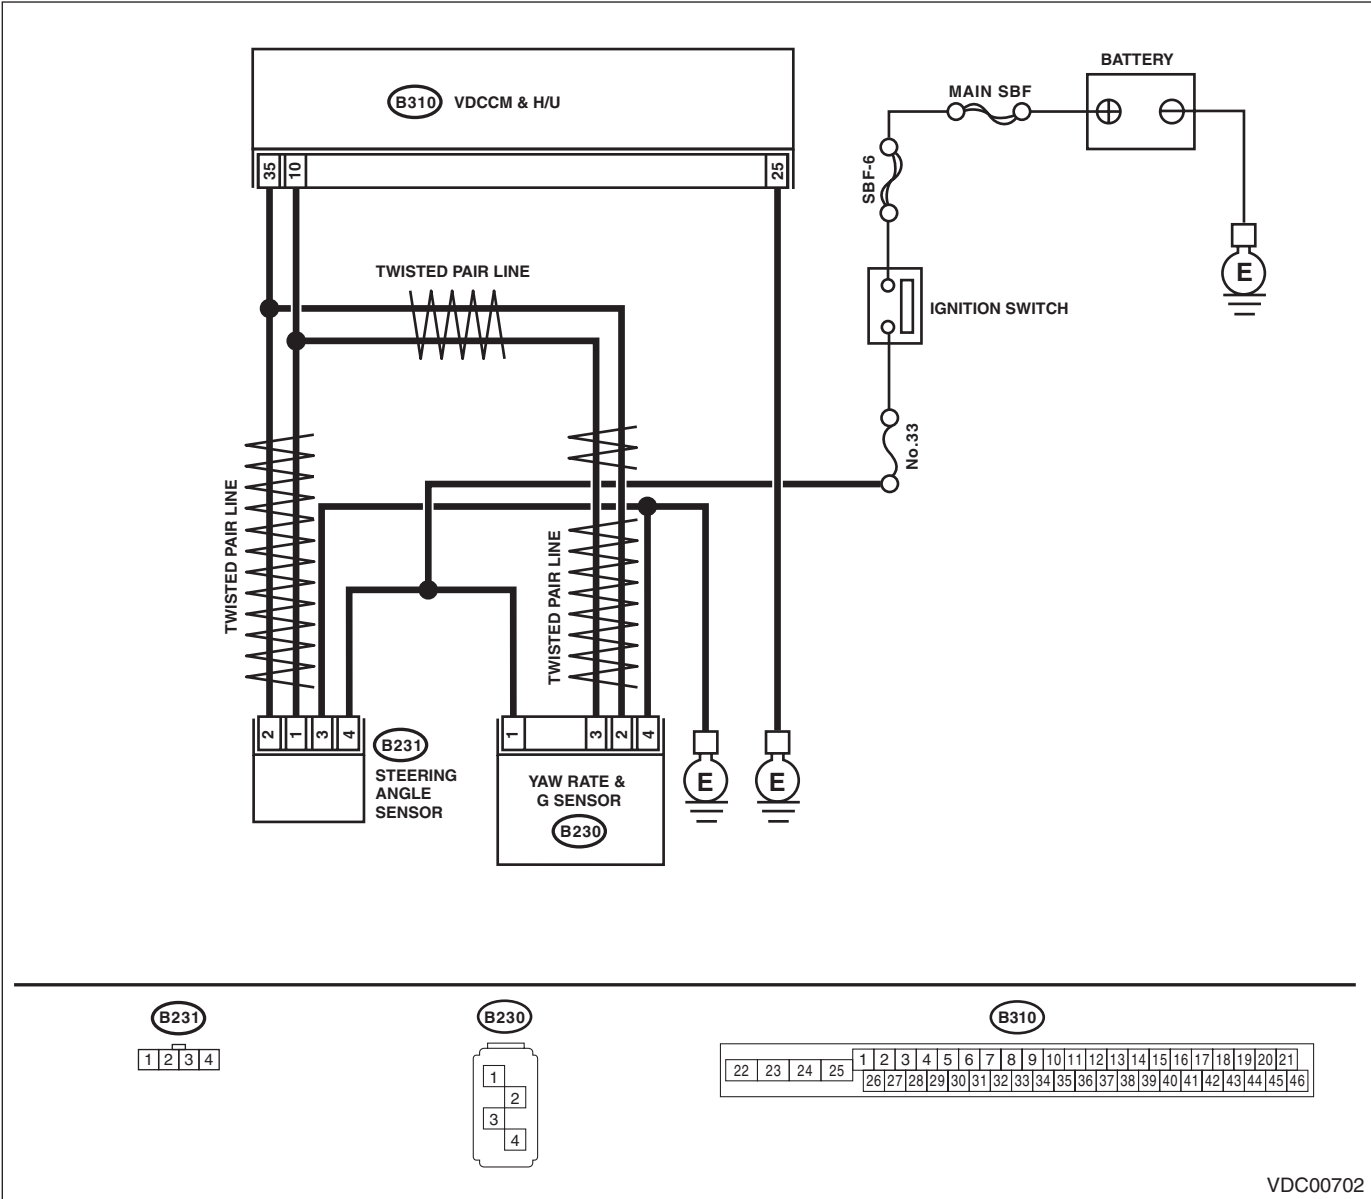 BATTERY
MAIN SBF
B310 VDCCM & H/U
SBF-6
35 10 25
TWISTED PAIR LINE
E
IGNITION SWITCH
No.33
TWISTED PAIR LINE
TWISTED PAIR LINE
2 1 3 4
B231
STEERING
ANGLE
SENSOR
1 3 2 4
YAW RATE &
G SENSOR
B230
E
E
B231
1 2 3 4
B230
1
2
3
4
B310
1 2 3 4 5 6 7 8 9 10 11 12 13 14 15 16 17 18 19 20 21
22 23 24 25
26 27 28 29 30 31 32 33 34 35 36 37 38 39 40 41 42 43 44 45 46
VDC00702